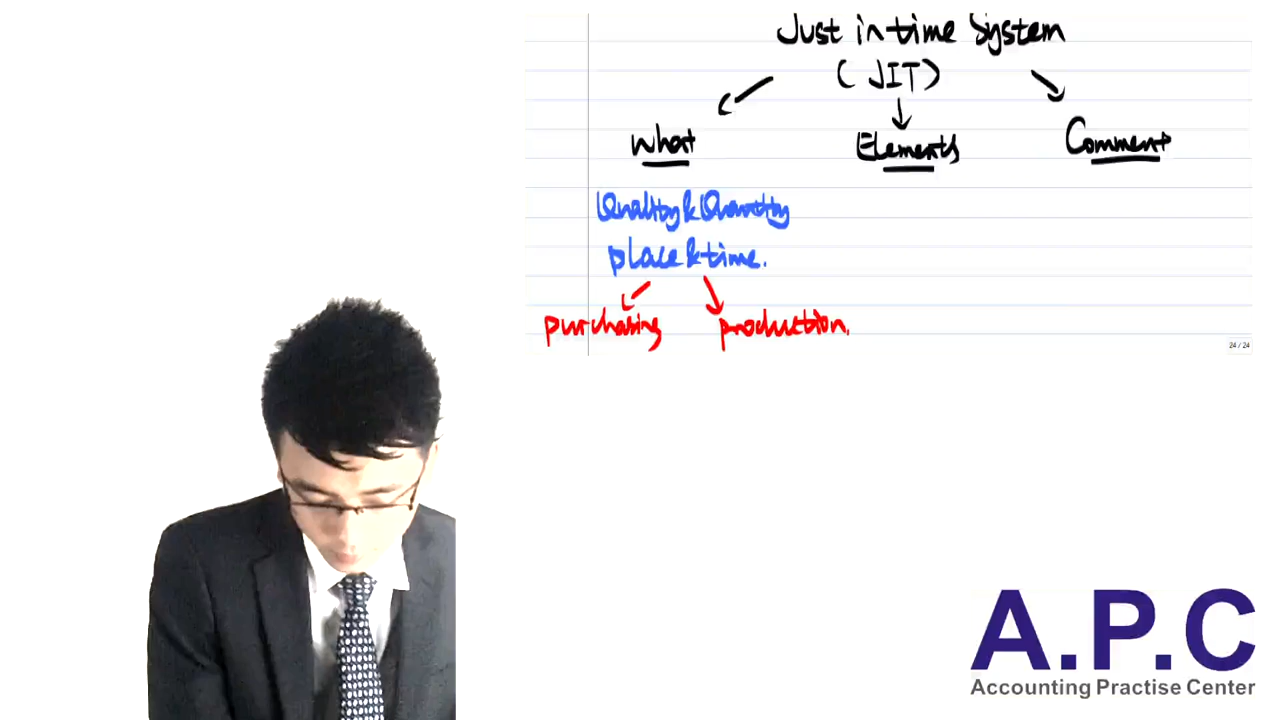 Just in time System
(JIT)
What
Elements
Comment
Quality & Quantity
place & time.
purchasing
production.
24 / 24
A.P.C
Accounting Practise Center